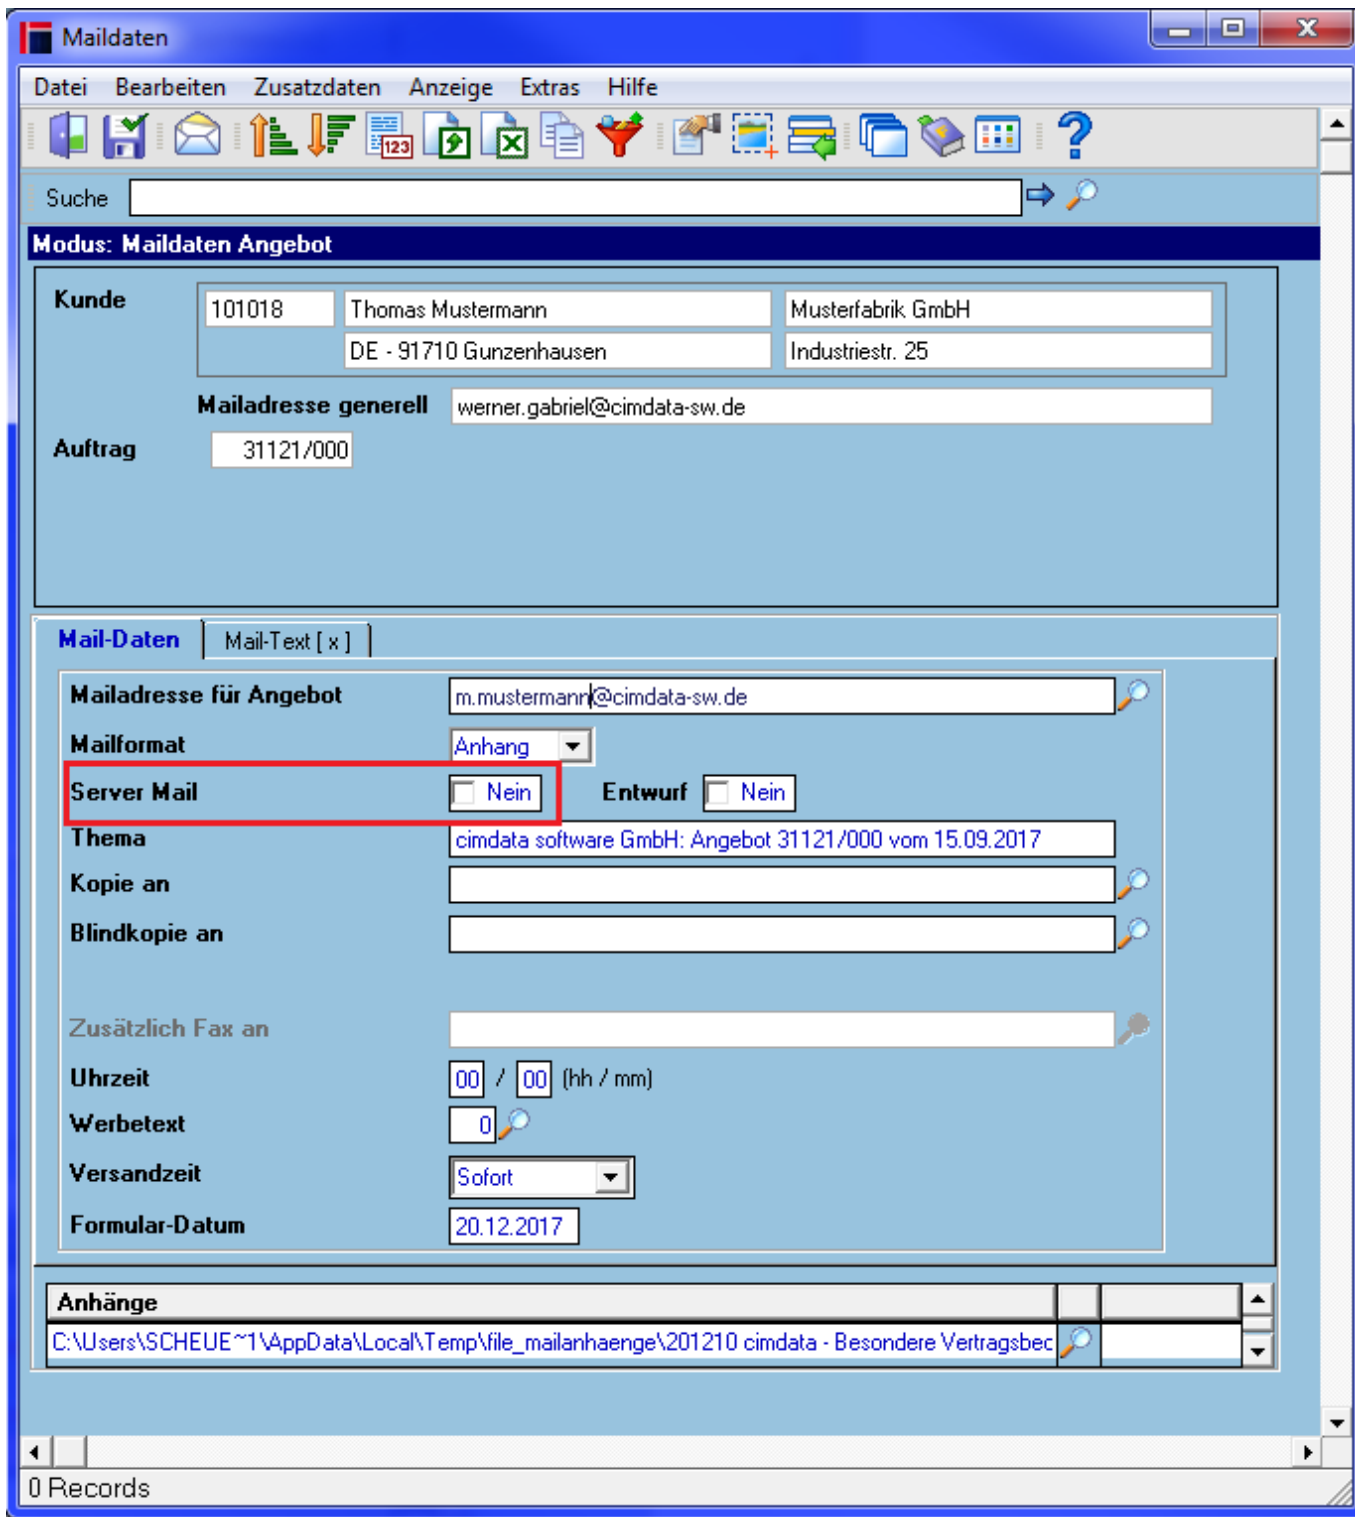 Maildaten
Datei Bearbeiten Zusatzdaten Anzeige Extras Hilfe
123
Suche
Modus: Maildaten Angebot
Kunde 101018 Thomas Mustermann Musterfabrik GmbH
DE - 91710 Gunzenhausen Industriestr. 25
Mailadresse generell werner.gabriel@cimdata-sw.de
Auftrag 31121/000
Mail-Daten Mail-Text [ x ]
Mailadresse für Angebot m.mustermann@cimdata-sw.de
Mailformat Anhang
Server Mail Nein Entwurf Nein
Thema cimdata software GmbH: Angebot 31121/000 vom 15.09.2017
Kopie an
Blindkopie an
Zusätzlich Fax an
Uhrzeit 00 / 00 (hh / mm)
Werbetext 0
Versandzeit Sofort
Formular-Datum 20.12.2017
Anhänge
C:\Users\SCHEUE~1\AppData\Local\Temp\file_mailanhaenge\201210 cimdata - Besondere Vertragsbec
0 Records